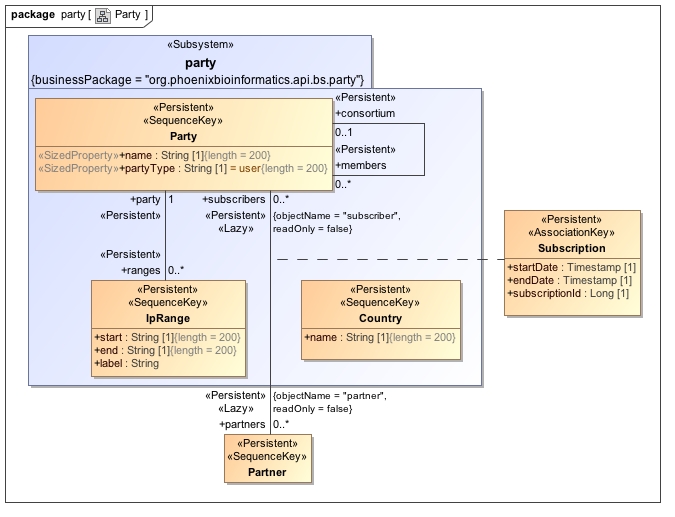 package party [ Party ]
«Subsystem»
party
{businessPackage = "org.phoenixbioinformatics.api.bs.party"}
«Persistent»
«SequenceKey»
Party
«SizedProperty»+name : String [1]{length = 200}
«SizedProperty»+partyType : String [1] = user{length = 200}
«Persistent»
+consortium
0..1
«Persistent»
+members
0..*
+party 1
«Persistent»
+subscribers 0..*
«Persistent» {objectName = "subscriber",
«Lazy» readOnly = false}
«Persistent»
+ranges 0..*
«Persistent»
«AssociationKey»
Subscription
+startDate : Timestamp [1]
+endDate : Timestamp [1]
+subscriptionId : Long [1]
«Persistent»
«SequenceKey»
IpRange
+start : String [1]{length = 200}
+end : String [1]{length = 200}
+label : String
«Persistent»
«SequenceKey»
Country
+name : String [1]{length = 200}
«Persistent» {objectName = "partner",
«Lazy» readOnly = false}
+partners 0..*
«Persistent»
«SequenceKey»
Partner